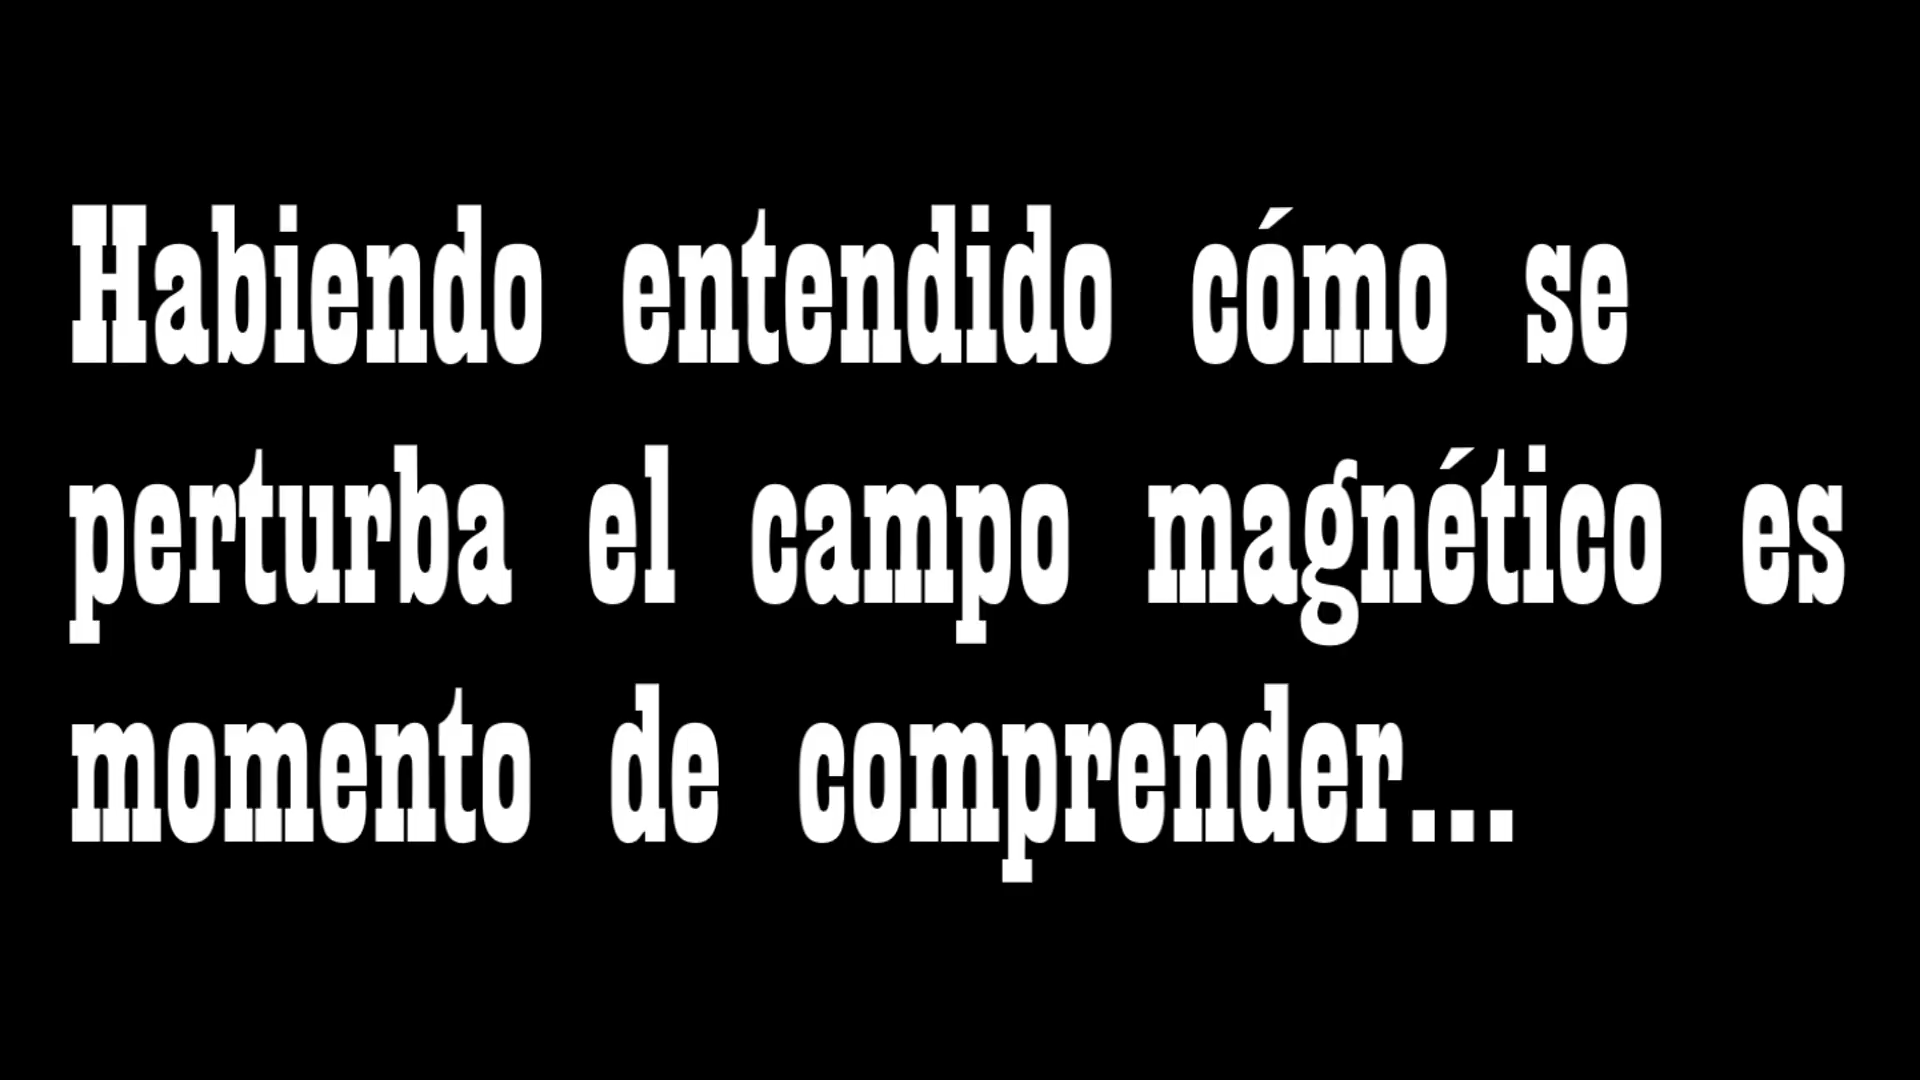 Habiendo entendido cómo se
perturba el campo magnético es
momento de comprender...